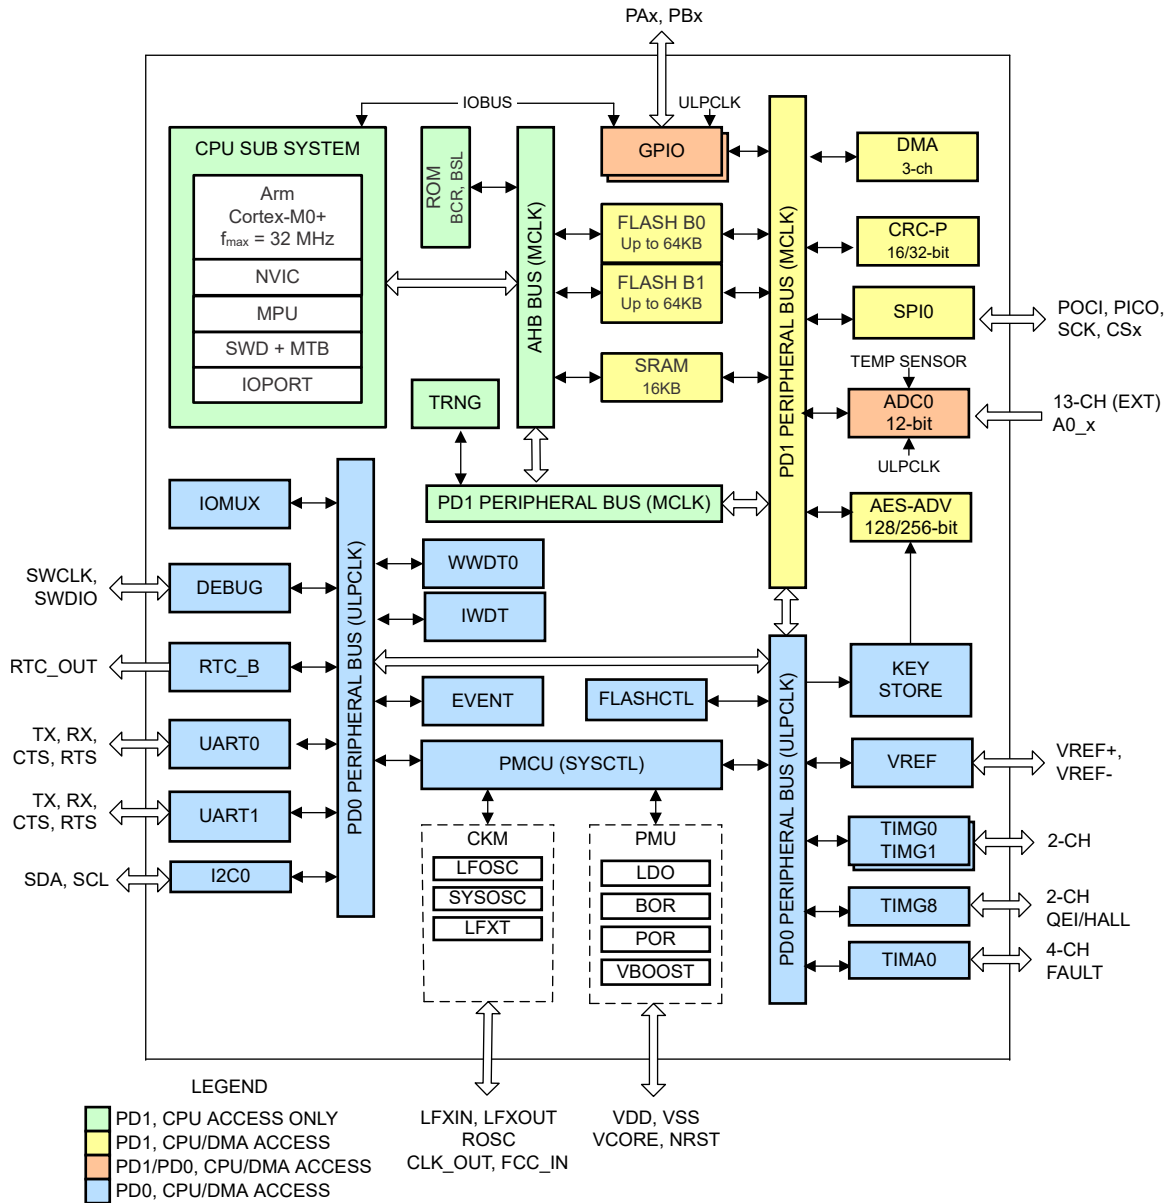 PAx, PBx
IOBUS
ULPCLK
CPU SUB SYSTEM
Arm
Cortex-M0+
fmax = 32 MHz
NVIC
MPU
SWD + MTB
IOPORT
ROM
BCR, BSL
AHB BUS (MCLK)
GPIO
FLASH B0
Up to 64KB
FLASH B1
Up to 64KB
SRAM
16KB
TRNG
PD1 PERIPHERAL BUS (MCLK)
PD1 PERIPHERAL BUS (MCLK)
DMA
3-ch
CRC-P
16/32-bit
SPI0
POCI, PICO,
SCK, CSx
TEMP SENSOR
ADC0
12-bit
ULPCLK
13-CH (EXT)
A0_x
AES-ADV
128/256-bit
IOMUX
SWCLK,
SWDIO
DEBUG
RTC_OUT
RTC_B
TX, RX,
CTS, RTS
UART0
TX, RX,
CTS, RTS
UART1
SDA, SCL
I2C0
PD0 PERIPHERAL BUS (ULPCLK)
WWDT0
IWDT
EVENT
FLASHCTL
PMCU (SYSCTL)
CKM
LFOSC
SYSOSC
LFXT
PMU
LDO
BOR
POR
VBOOST
PD0 PERIPHERAL BUS (ULPCLK)
KEY
STORE
VREF
VREF+,
VREF-
TIMG0
TIMG1
2-CH
TIMG8
2-CH
QEI/HALL
TIMA0
4-CH
FAULT
LEGEND
PD1, CPU ACCESS ONLY
PD1, CPU/DMA ACCESS
PD1/PD0, CPU/DMA ACCESS
PD0, CPU/DMA ACCESS
LFXIN, LFXOUT
ROSC
CLK_OUT, FCC_IN
VDD, VSS
VCORE, NRST